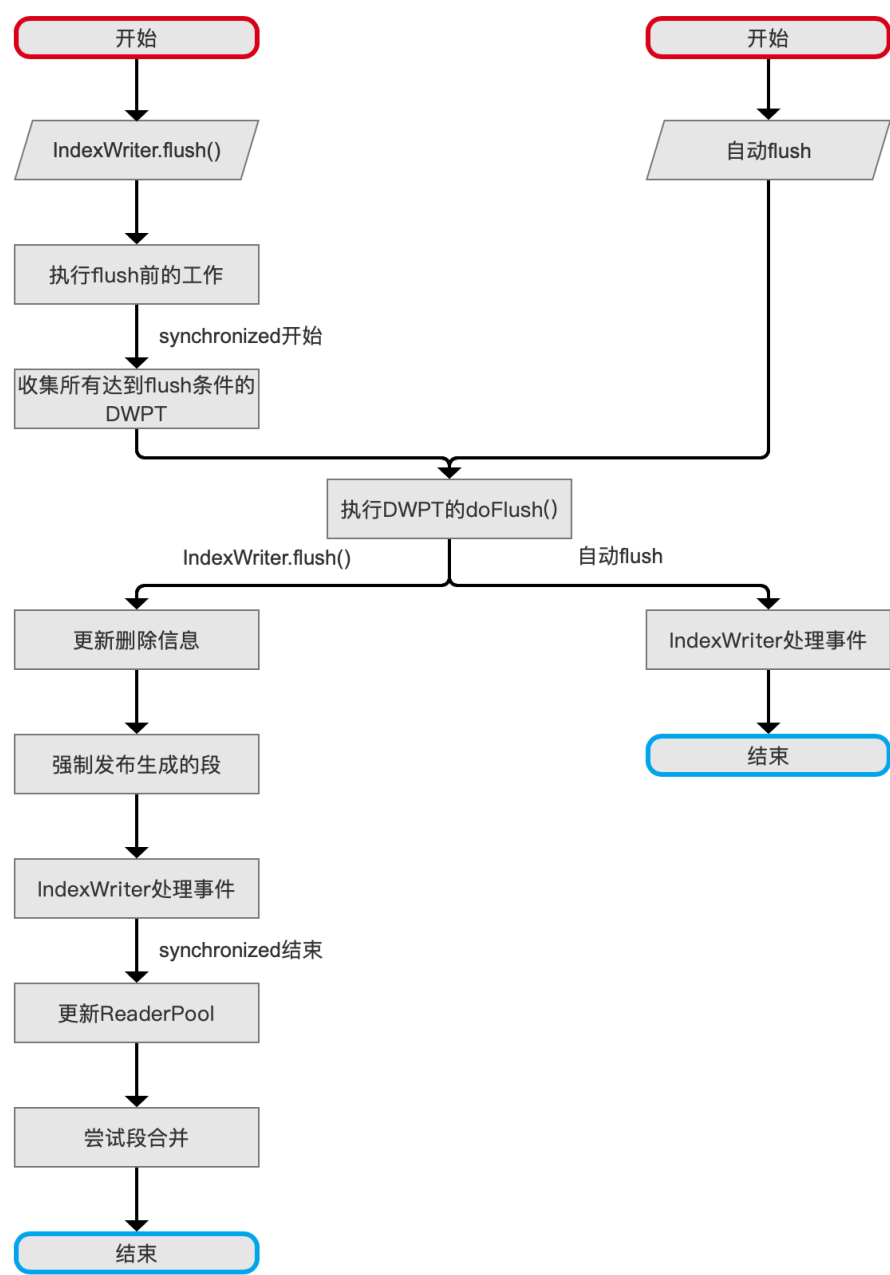 开始
开始
IndexWriter.flush()
自动flush
执行flush前的工作
synchronized开始
收集所有达到flush条件的
DWPT
执行DWPT的doFlush()
IndexWriter.flush()
自动flush
更新删除信息
IndexWriter处理事件
强制发布生成的段
结束
IndexWriter处理事件
synchronized结束
更新ReaderPool
尝试段合并
结束